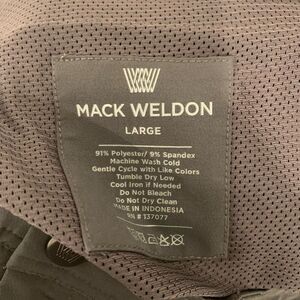 MACK WELDON
LARGE
91% Polyester/ 9% Spandex
Machine Wash Cold
Gentle Cycle with Like Colors
Tumble Dry Low
Cool Iron if Needed
Do Not Bleach
Do Not Dry Clean
MADE IN INDONESIA
RN # 137077